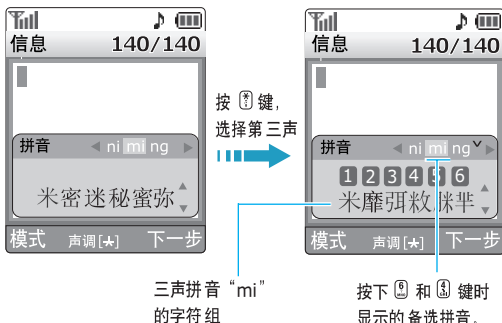 信息 140/140
拼音 ni mi ng
米密迷秘蜜弥
模式 声调[*] 下一步
按 * 键,
选择第三声
信息 140/140
拼音 ni mi ng ˇ
1 2 3 4 5 6
米靡弭敉眯芈
模式 声调[*] 下一步
三声拼音“mi”
的字符组
按下 6 和 4 键时
显示的备选拼音。